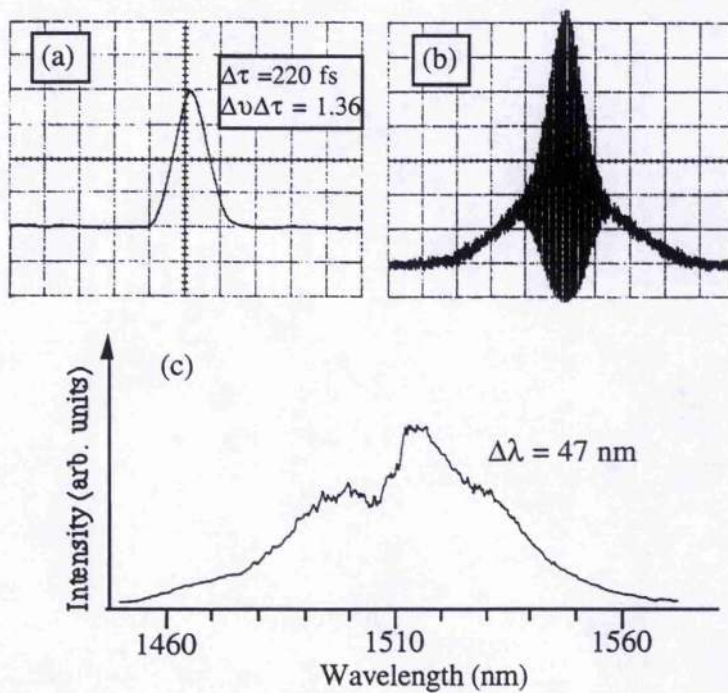 (a)
Δτ =220 fs
ΔυΔτ = 1.36
(b)
(c)
Δλ = 47 nm
Intensity (arb. units)
1460
1510
1560
Wavelength (nm)